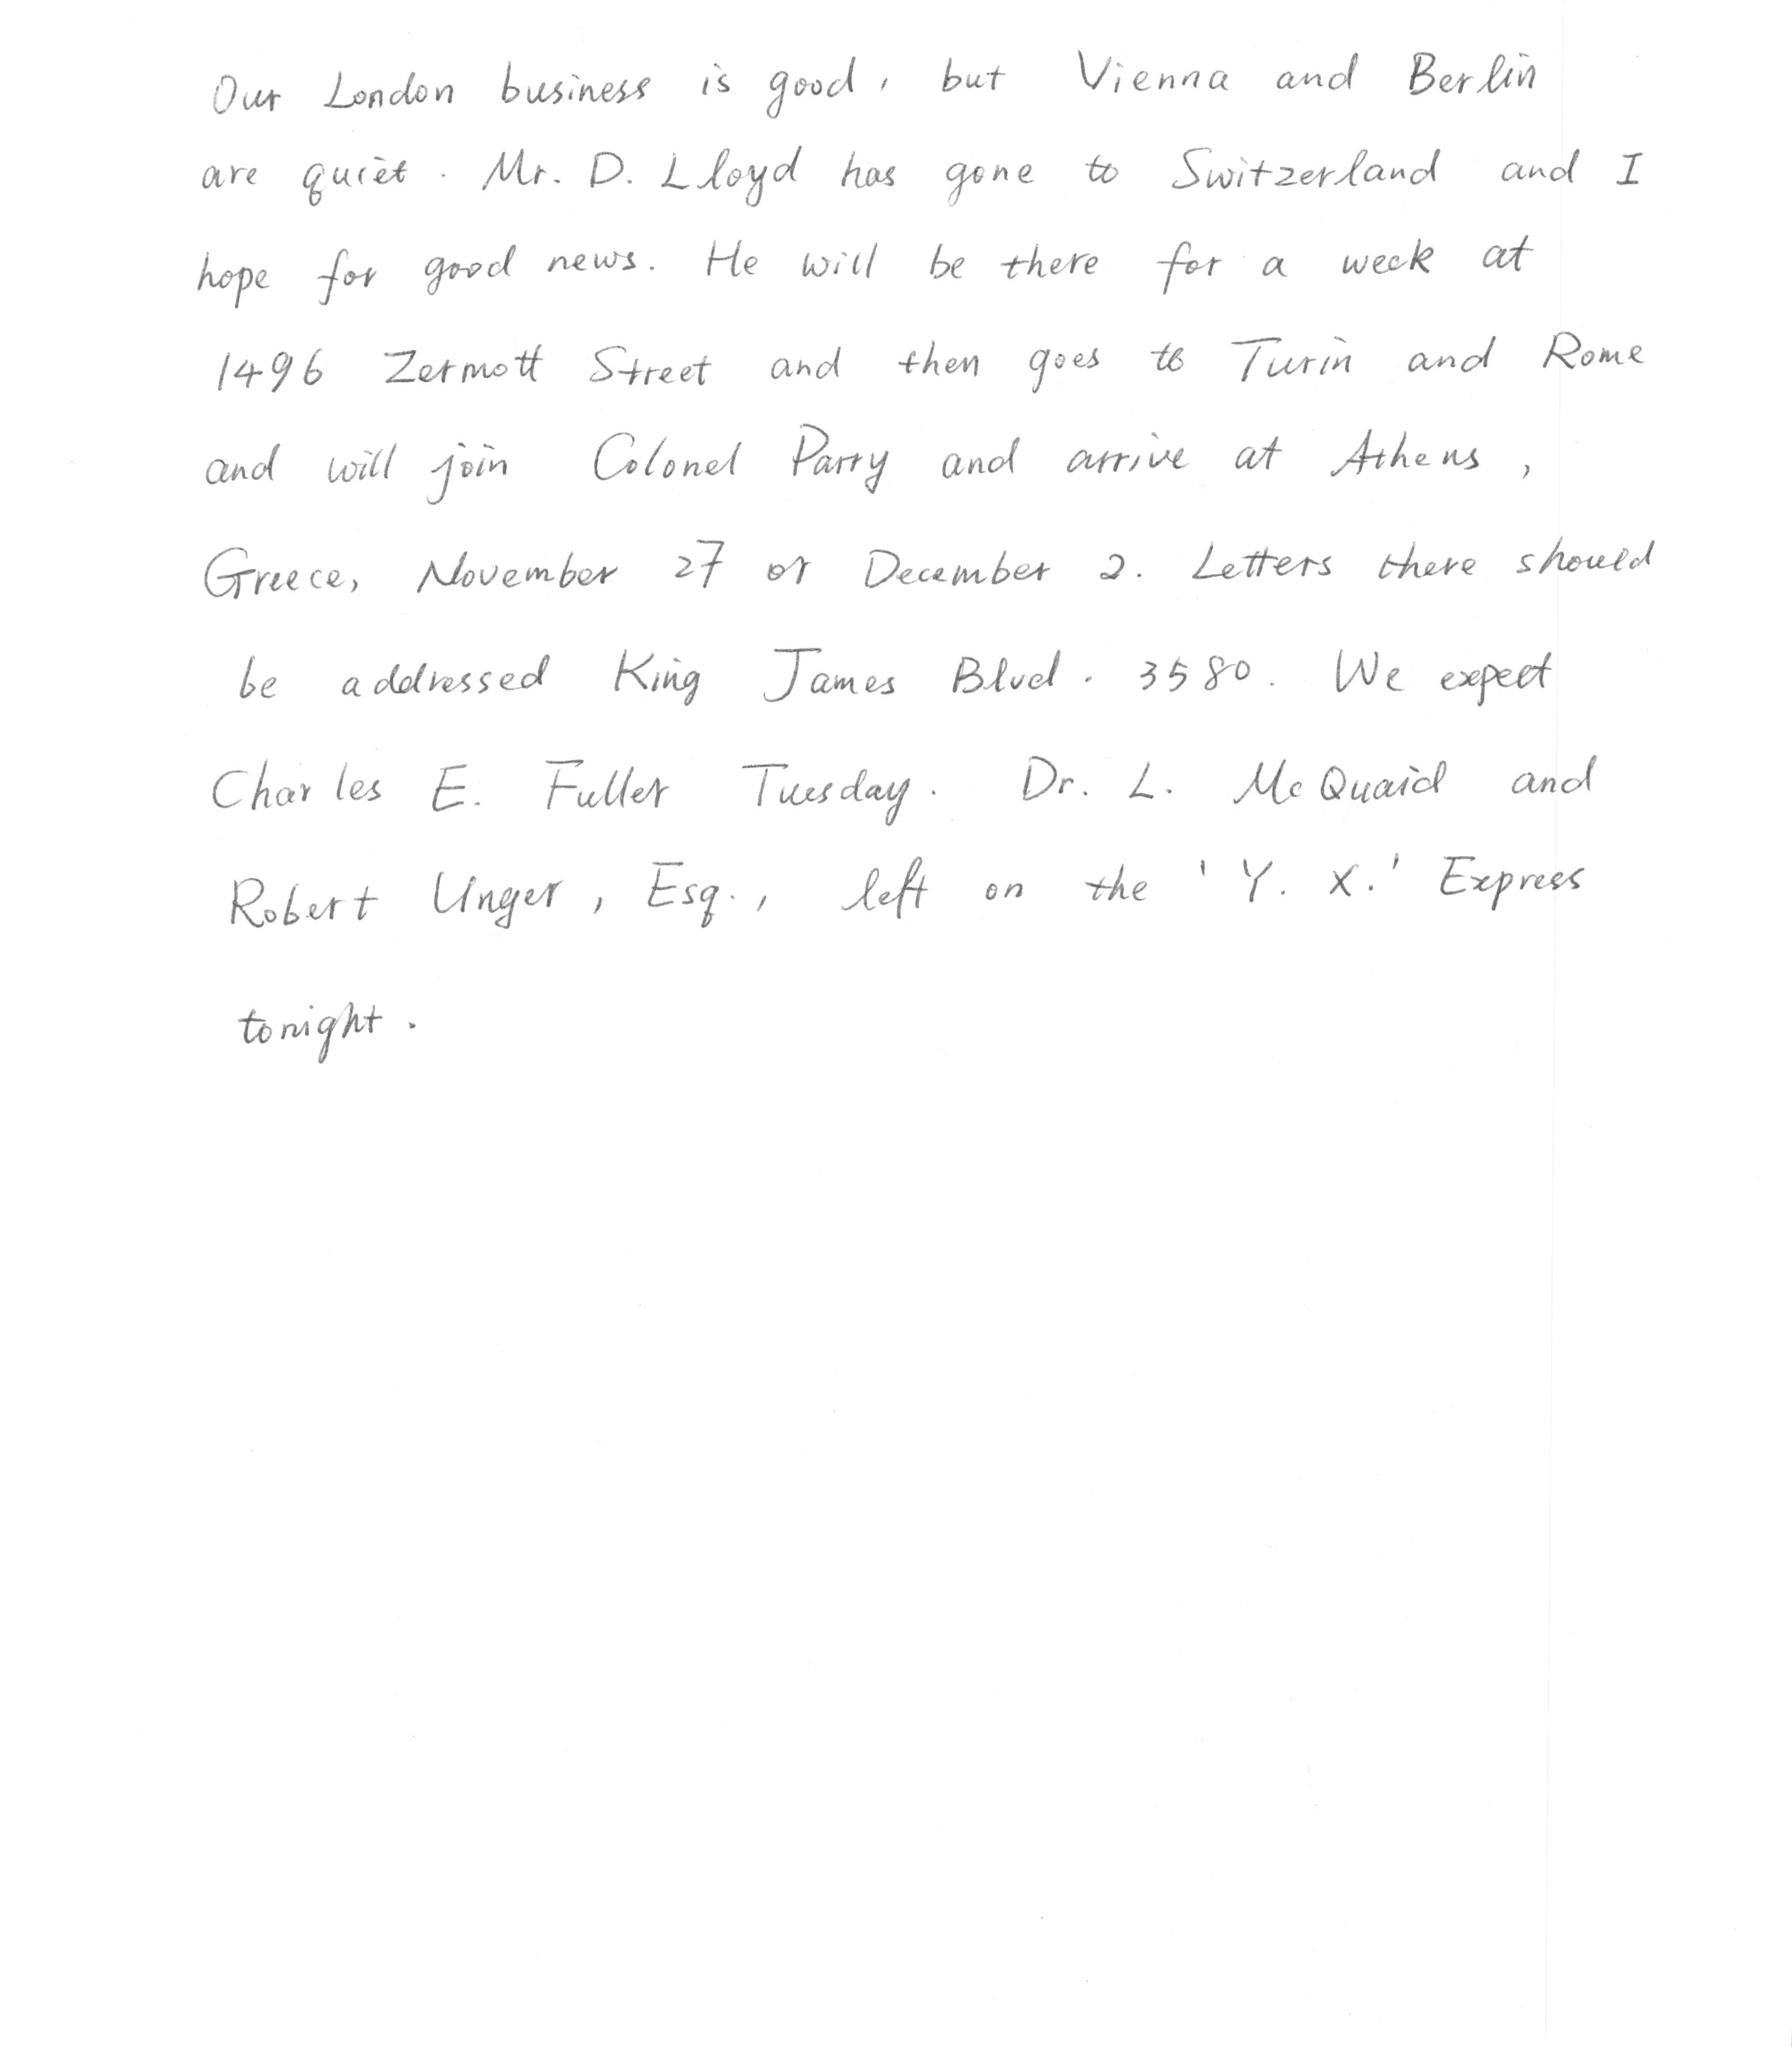 Our London business is good, but Vienna and Berlin
are quiet. Mr. D. Lloyd has gone to Switzerland and I
hope for good news. He will be there for a week at
1496 Zermott Street and then goes to Turin and Rome
and will join Colonel Parry and arrive at Athens,
Greece, November 27 or December 2. Letters there should
be addressed King James Blvd. 3580. We expect
Charles E. Fuller Tuesday. Dr. L. McQuaid and
Robert Unger, Esq., left on the 'Y. X.' Express
tonight.